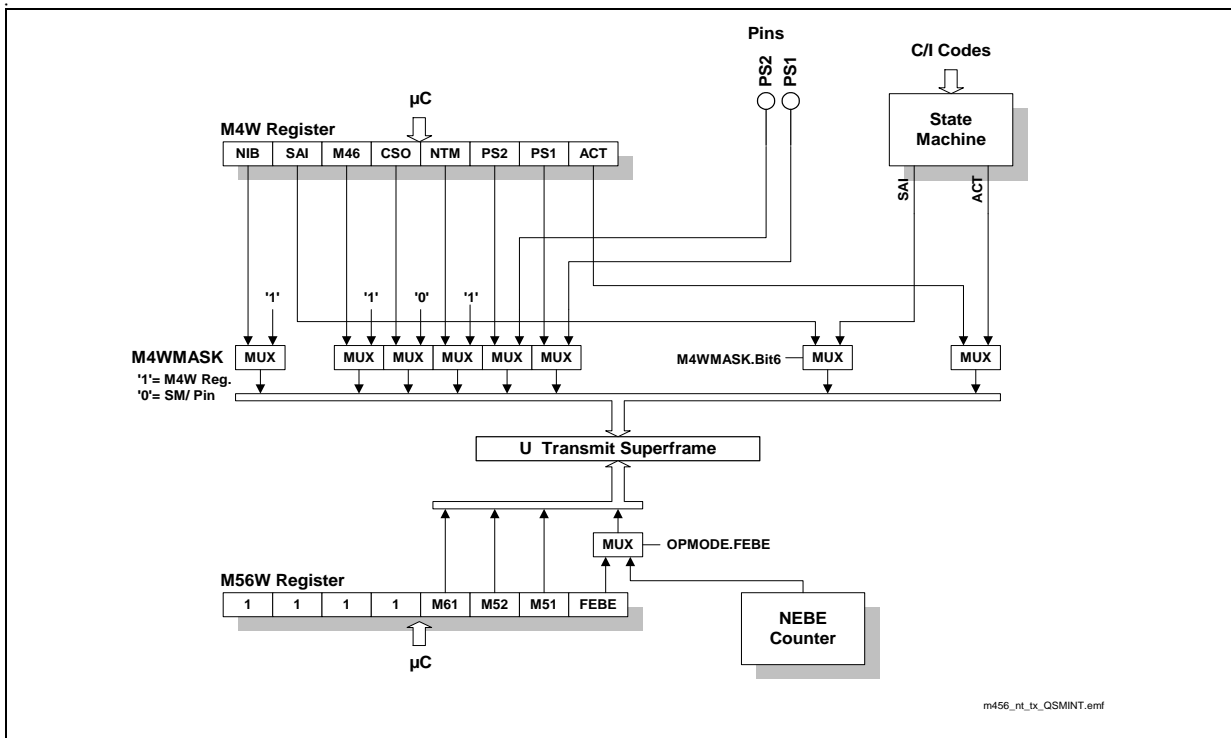 Pins
C/I Codes
PS2
PS1
µC
State
Machine
M4W Register
NIB SAI M46 CSO NTM PS2 PS1 ACT
SAI
ACT
'1' '1' '0' '1'
M4WMASK
MUX MUX MUX MUX MUX MUX M4WMASK.Bit6 MUX MUX
'1'= M4W Reg.
'0'= SM/ Pin
U Transmit Superframe
MUX OPMODE.FEBE
M56W Register
1 1 1 1 M61 M52 M51 FEBE
NEBE
Counter
µC
m456_nt_tx_QSMINT.emf